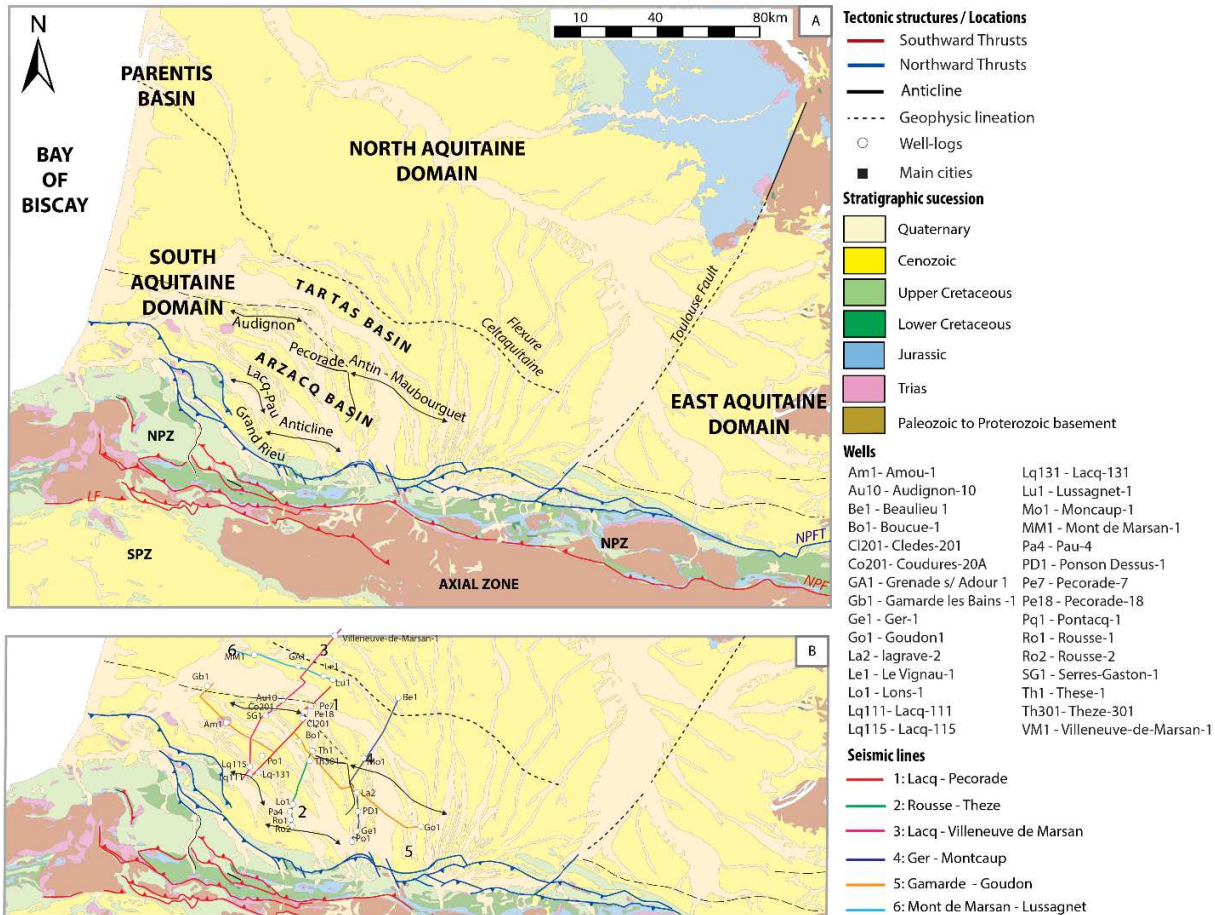 N
10 40 80km
A
PARENTIS
BASIN
BAY
OF
BISCAY
NORTH AQUITAINE
DOMAIN
SOUTH
AQUITAINE
DOMAIN
TARTAS BASIN
Audignon
Flexure
Celtaquitaine
Toulouse Fault
Pecorade
Antin - Maubourguet
ARZACQ BASIN
Lacq-Pau
Anticline
Grand Rieu
EAST AQUITAINE
DOMAIN
NPZ
LF
SPZ
NPZ
NPFT
AXIAL ZONE
NPF
Tectonic structures / Locations
Southward Thrusts
Northward Thrusts
Anticline
Geophysic lineation
Well-logs
Main cities
Stratigraphic sucession
Quaternary
Cenozoic
Upper Cretaceous
Lower Cretaceous
Jurassic
Trias
Paleozoic to Proterozoic basement
Wells
Am1- Amou-1
Au10 - Audignon-10
Be1 - Beaulieu 1
Bo1- Boucue-1
Cl201- Cledes-201
Co201- Coudures-20A
GA1 - Grenade s/ Adour 1
Gb1 - Gamarde les Bains -1
Ge1 - Ger-1
Go1 - Goudon1
La2 - lagrave-2
Le1 - Le Vignau-1
Lo1 - Lons-1
Lq111- Lacq-111
Lq115 - Lacq-115
Lq131 - Lacq-131
Lu1 - Lussagnet-1
Mo1 - Moncaup-1
MM1 - Mont de Marsan-1
Pa4 - Pau-4
PD1 - Ponson Dessus-1
Pe7 - Pecorade-7
Pe18 - Pecorade-18
Pq1 - Pontacq-1
Ro1 - Rousse-1
Ro2 - Rousse-2
SG1 - Serres-Gaston-1
Th1 - These-1
Th301- Theze-301
VM1 - Villeneuve-de-Marsan-1
Seismic lines
1: Lacq - Pecorade
2: Rousse - Theze
3: Lacq - Villeneuve de Marsan
4: Ger - Montcaup
5: Gamarde - Goudon
6: Mont de Marsan - Lussagnet
B
Villeneuve-de-Marsan-1
6
3
MM1
GA1
Le1
Lu1
Gb1
Au10
Co201
SG1
Pe7
1
Pe18
Cl201
Be1
Am1
Bo1
Th1
Th301
4
Mo1
Lq115
Lq111
Po1
Lq-131
La2
Lo1
Pa4
2
Ro1
Ro2
PD1
Ge1
Po1
Go1
5